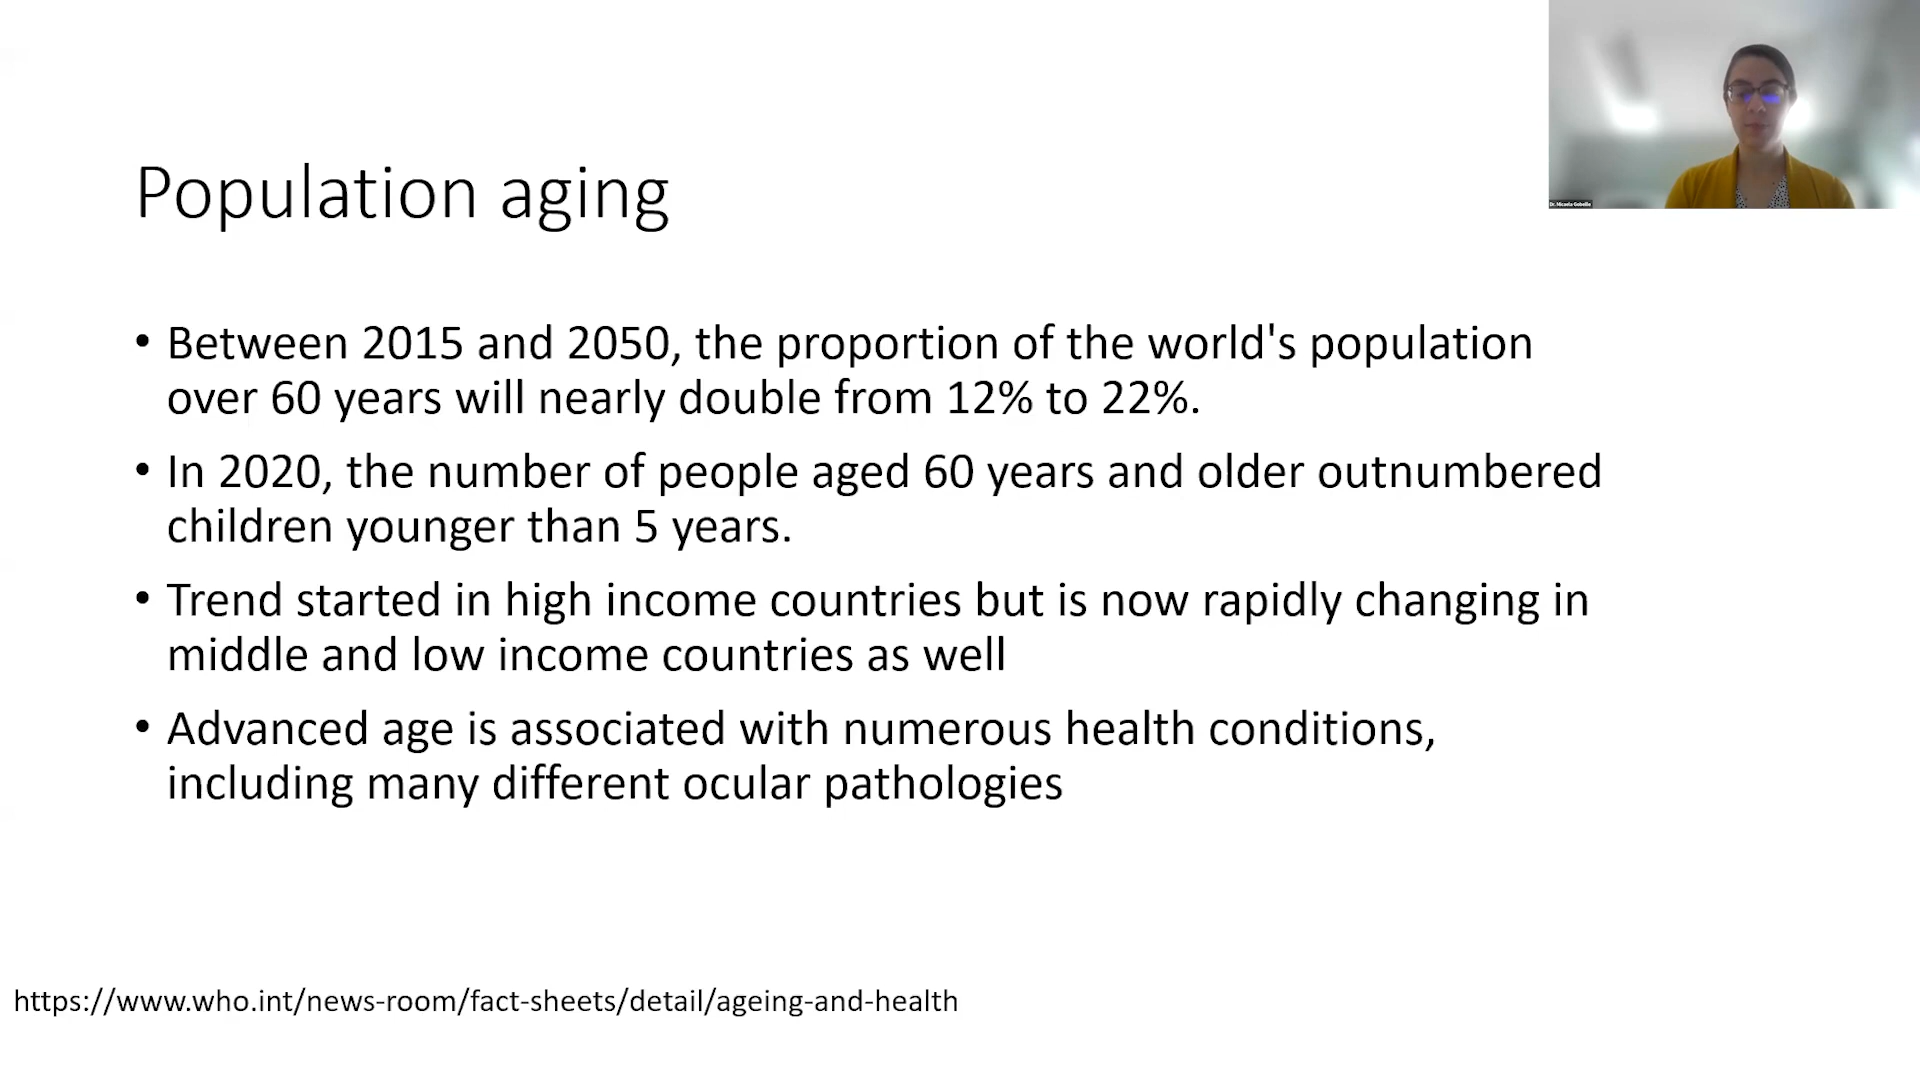 Population aging
• Between 2015 and 2050, the proportion of the world's population
over 60 years will nearly double from 12% to 22%.
• In 2020, the number of people aged 60 years and older outnumbered
children younger than 5 years.
• Trend started in high income countries but is now rapidly changing in
middle and low income countries as well
• Advanced age is associated with numerous health conditions,
including many different ocular pathologies
https://www.who.int/news-room/fact-sheets/detail/ageing-and-health
Dr. Micaela Gobeille